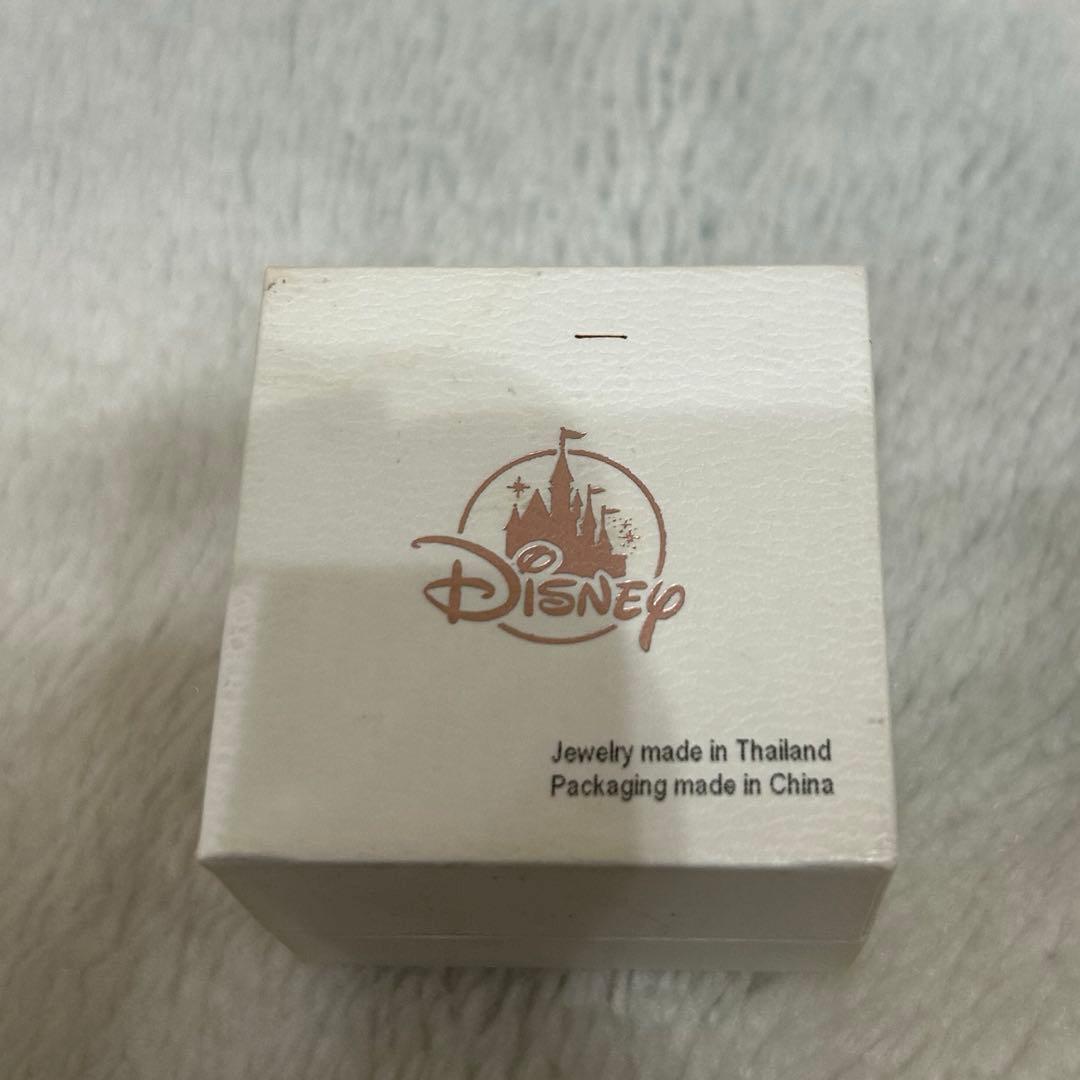 Disney
Jewelry made in Thailand
Packaging made in China